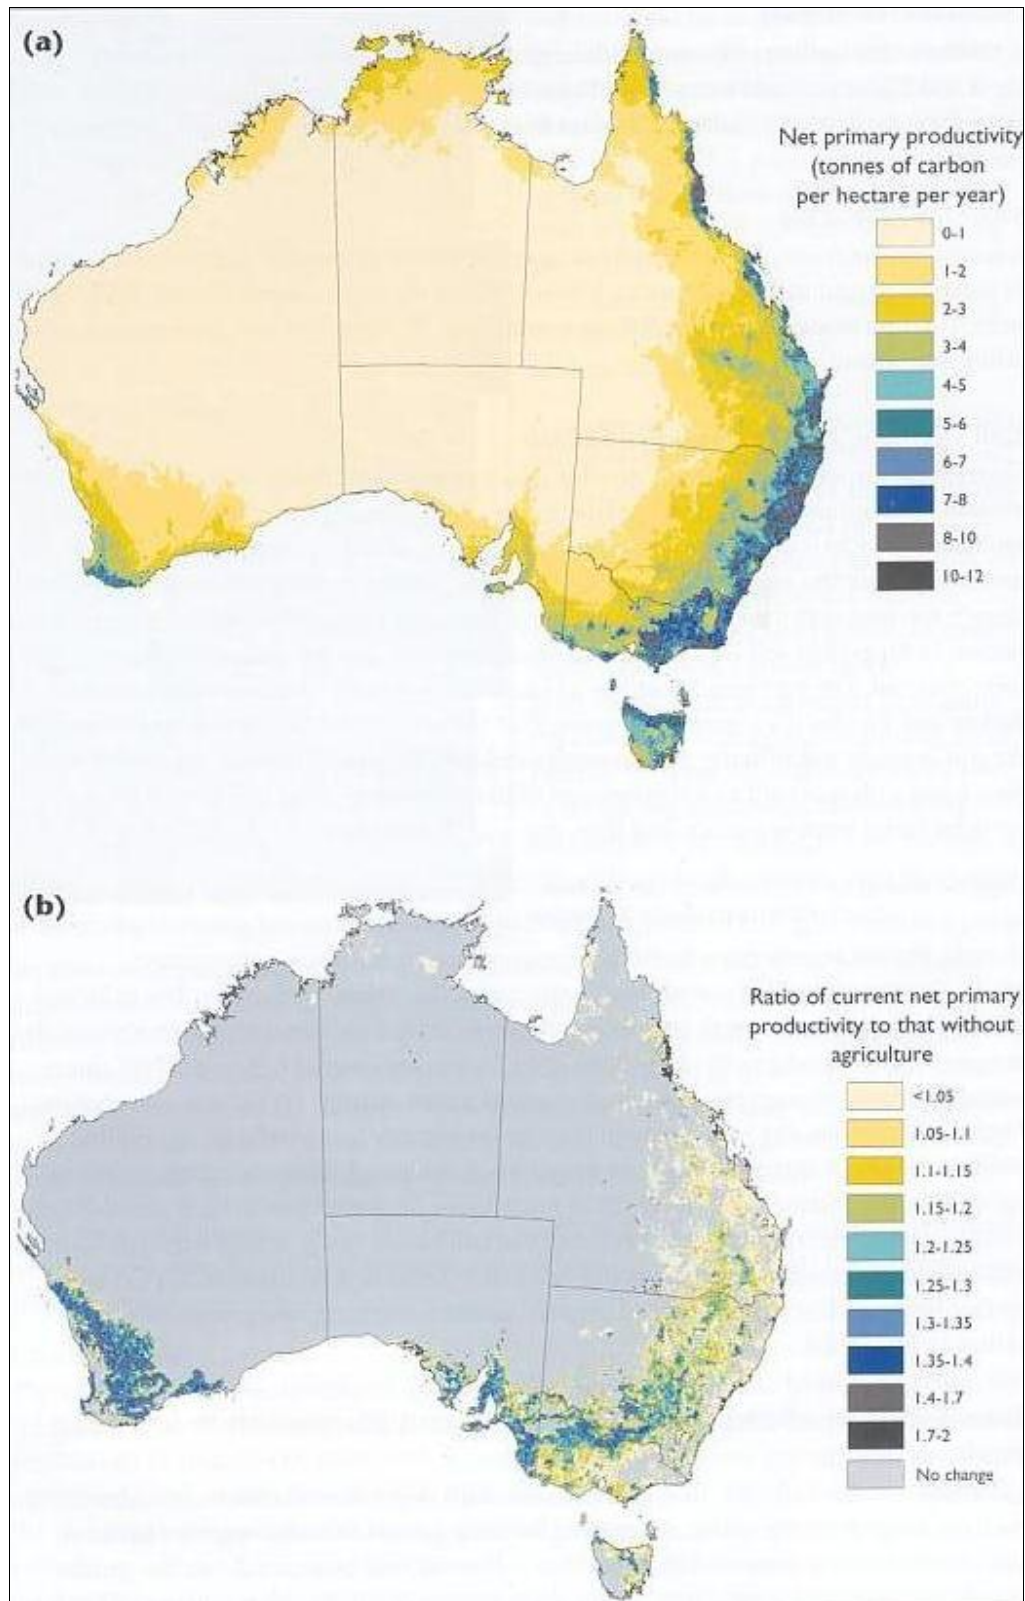 (a)
Net primary productivity
(tonnes of carbon
per hectare per year)
0-1
1-2
2-3
3-4
4-5
5-6
6-7
7-8
8-10
10-12
(b)
Ratio of current net primary
productivity to that without
agriculture
<1.05
1.05-1.1
1.1-1.15
1.15-1.2
1.2-1.25
1.25-1.3
1.3-1.35
1.35-1.4
1.4-1.7
1.7-2
No change